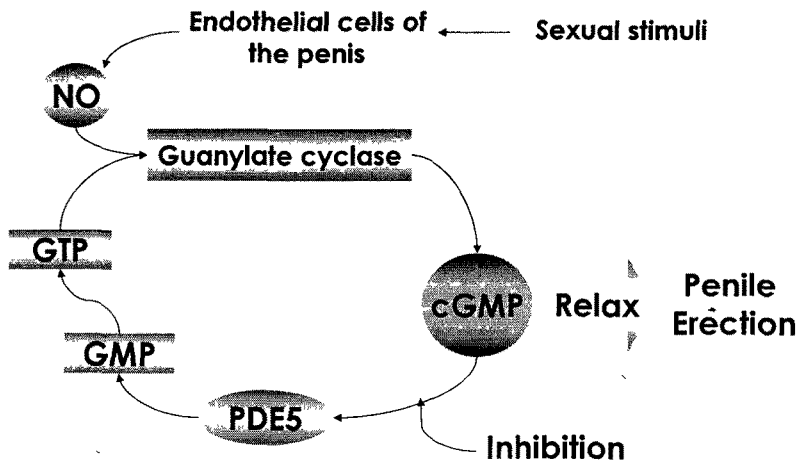 Endothelial cells of
the penis
Sexual stimuli
NO
Guanylate cyclase
GTP
cGMP
Relax
Penile
Erection
GMP
PDE5
Inhibition